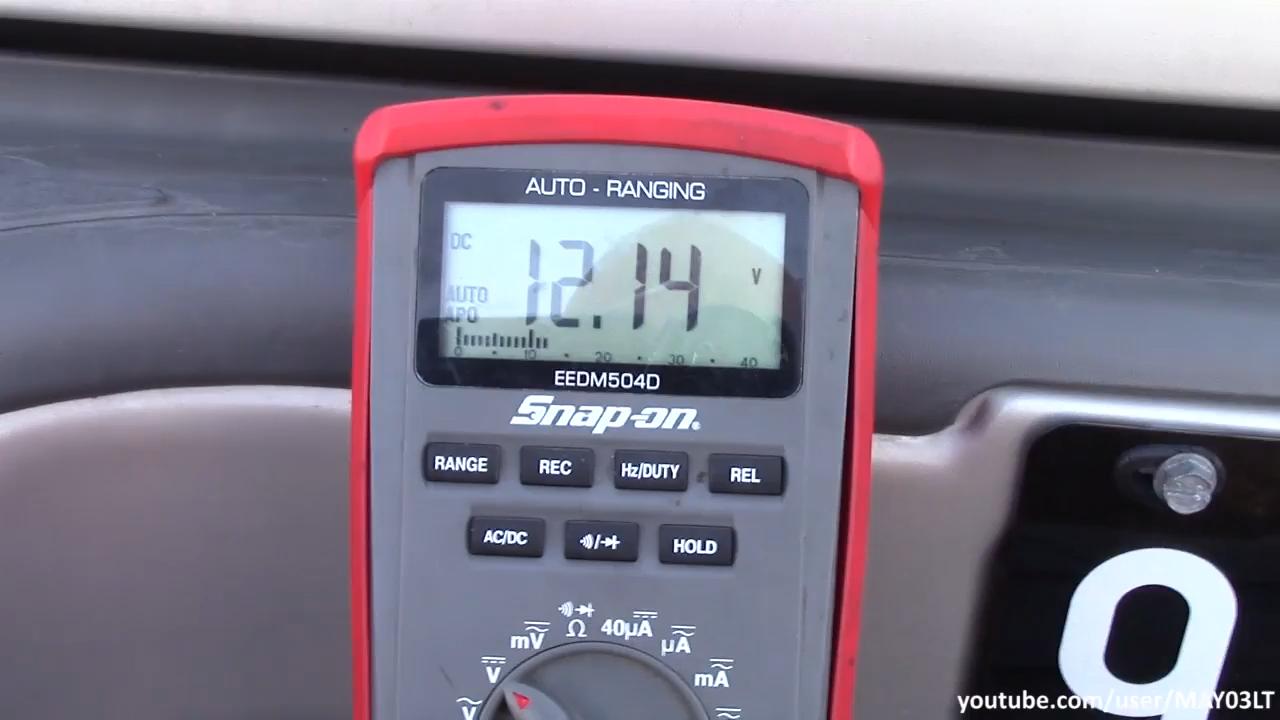 AUTO - RANGING
DC
12.14 V
AUTO
APO
0 10 20 30 40
EEDM504D
Snap-on®
RANGE REC Hz/DUTY REL
AC/DC HOLD
mV Ω 40µA µA
V mA
V
9
youtube.com/user/MAY03LT